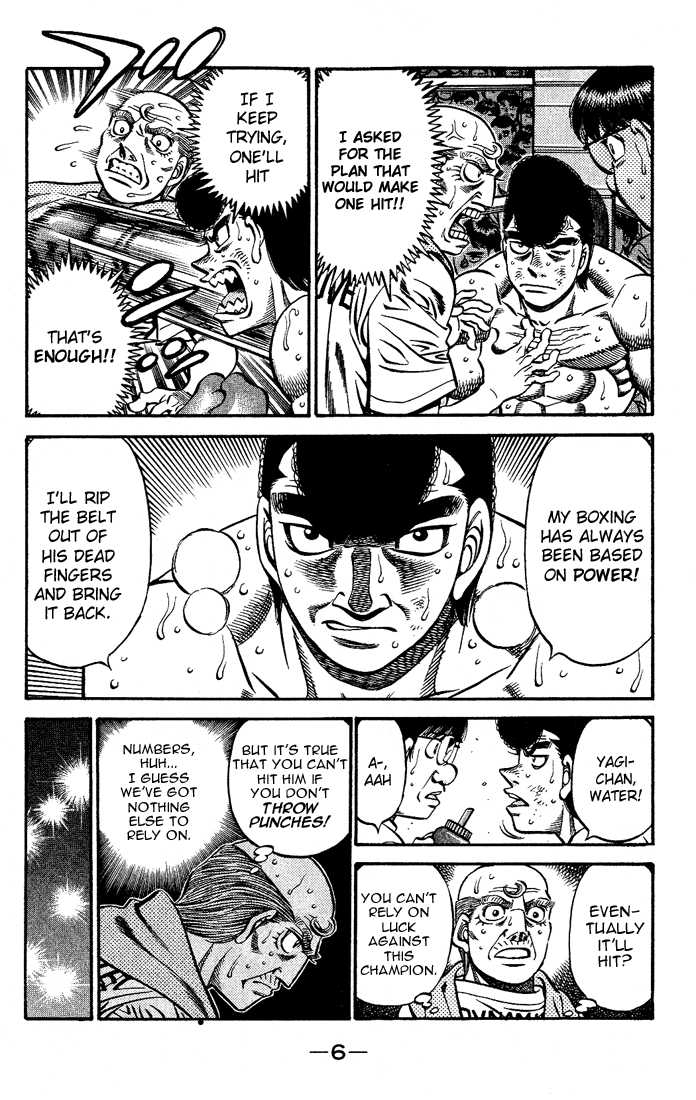 I ASKED
FOR THE
PLAN THAT
WOULD MAKE
ONE HIT!!
IF I
KEEP
TRYING,
ONE'LL
HIT
THAT'S
ENOUGH!!
MY BOXING
HAS ALWAYS
BEEN BASED
ON POWER!
I'LL RIP
THE BELT
OUT OF
HIS DEAD
FINGERS
AND BRING
IT BACK.
YAGI-
CHAN,
WATER!
A-,
AAH
EVEN-
TUALLY
IT'LL
HIT?
YOU CAN'T
RELY ON
LUCK
AGAINST
THIS
CHAMPION.
BUT IT'S TRUE
THAT YOU CAN'T
HIT HIM IF
YOU DON'T
THROW
PUNCHES!
NUMBERS,
HUH...
I GUESS
WE'VE GOT
NOTHING
ELSE TO
RELY ON.
—6—